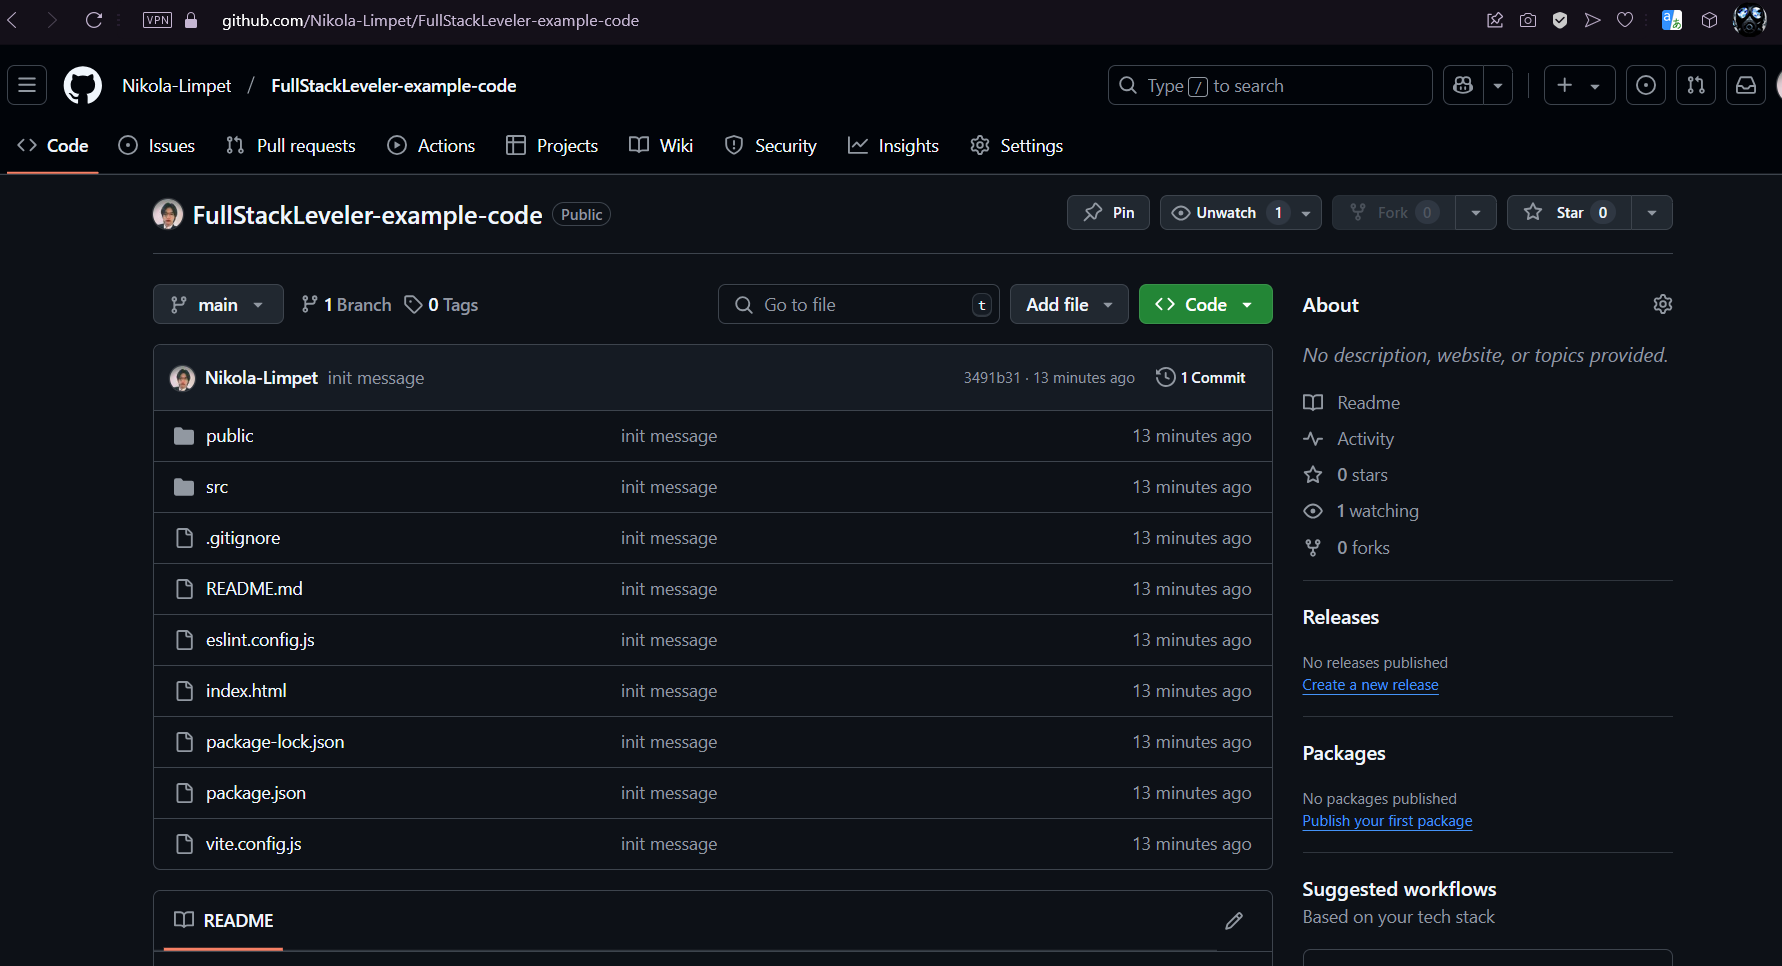 VPN github.com/Nikola-Limpet/FullStackLeveler-example-code
Nikola-Limpet / FullStackLeveler-example-code Type / to search
Code Issues Pull requests Actions Projects Wiki Security Insights Settings
FullStackLeveler-example-code Public Pin Unwatch 1 Fork 0 Star 0
main 1 Branch 0 Tags Go to file t Add file Code
Nikola-Limpet init message 3491b31 · 13 minutes ago 1 Commit
public init message 13 minutes ago
src init message 13 minutes ago
.gitignore init message 13 minutes ago
README.md init message 13 minutes ago
eslint.config.js init message 13 minutes ago
index.html init message 13 minutes ago
package-lock.json init message 13 minutes ago
package.json init message 13 minutes ago
vite.config.js init message 13 minutes ago
README
About
No description, website, or topics provided.
Readme
Activity
0 stars
1 watching
0 forks
Releases
No releases published
Create a new release
Packages
No packages published
Publish your first package
Suggested workflows
Based on your tech stack